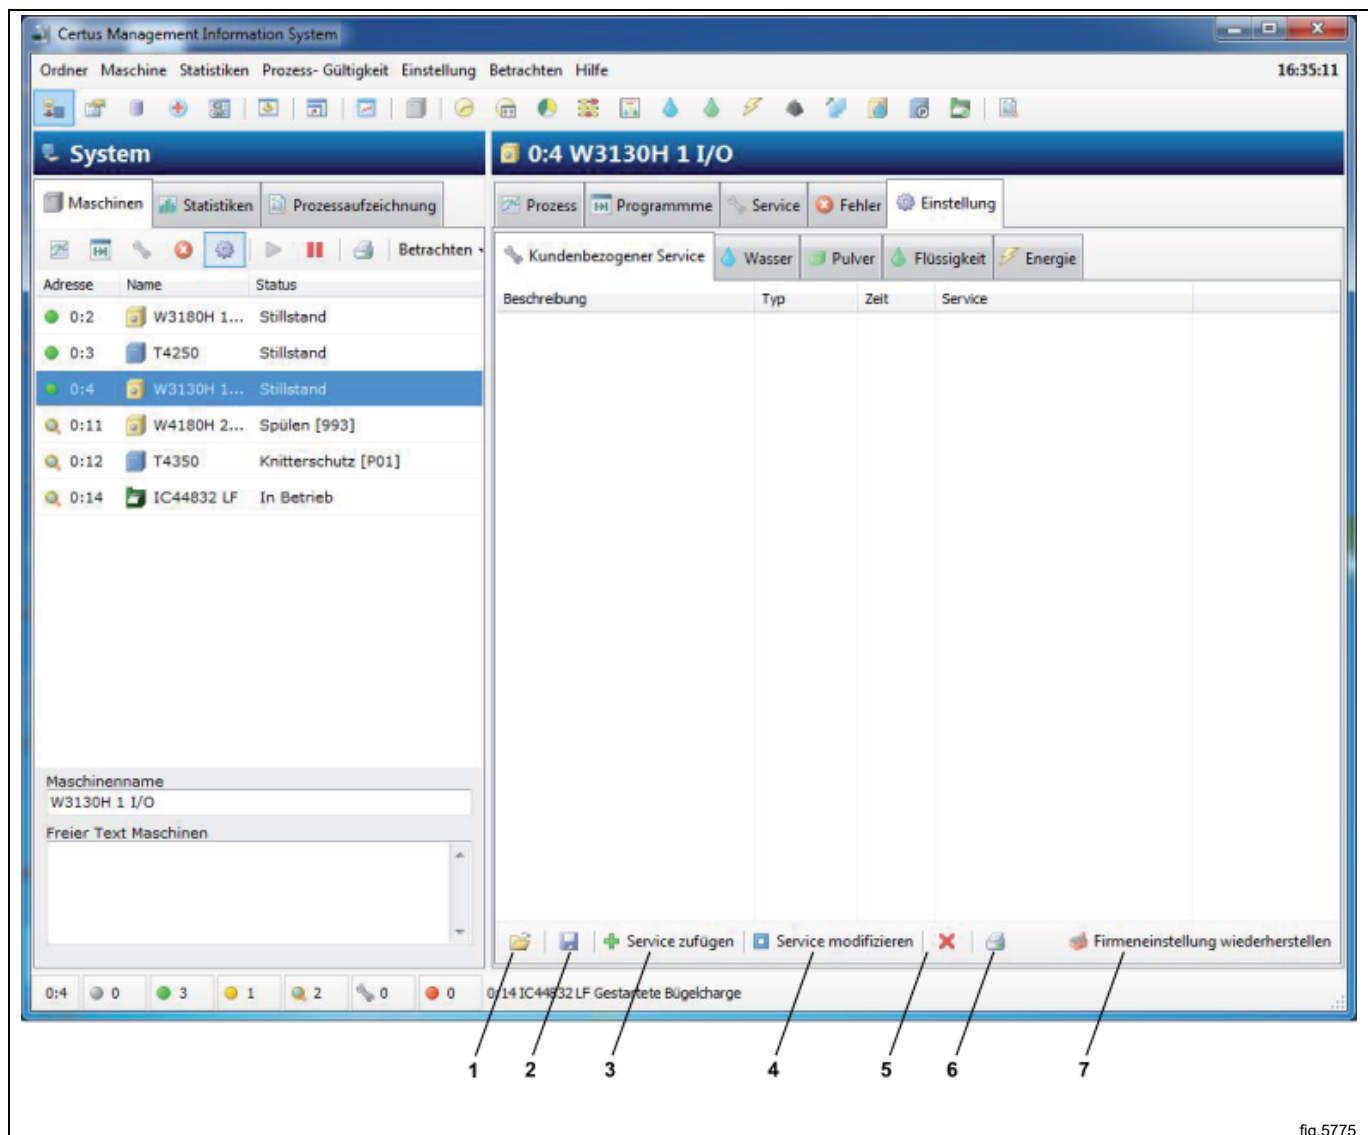 Certus Management Information System
Ordner Maschine Statistiken Prozess- Gültigkeit Einstellung Betrachten Hilfe 16:35:11
System
0:4 W3130H 1 I/O
Maschinen Statistiken Prozessaufzeichnung
Prozess Programmme Service Fehler Einstellung
Betrachten
Kundenbezogener Service Wasser Pulver Flüssigkeit Energie
Adresse Name Status
Beschreibung Typ Zeit Service
0:2 W3180H 1... Stillstand
0:3 T4250 Stillstand
0:4 W3130H 1... Stillstand
0:11 W4180H 2... Spülen [993]
0:12 T4350 Knitterschutz [P01]
0:14 IC44832 LF In Betrieb
Maschinenname
W3130H 1 I/O
Freier Text Maschinen
Service zufügen Service modifizieren Firmeneinstellung wiederherstellen
0:4 0 3 1 2 0 0 0:14 IC44832 LF Gestartete Bügelcharge
1 2 3 4 5 6 7
fig.5775